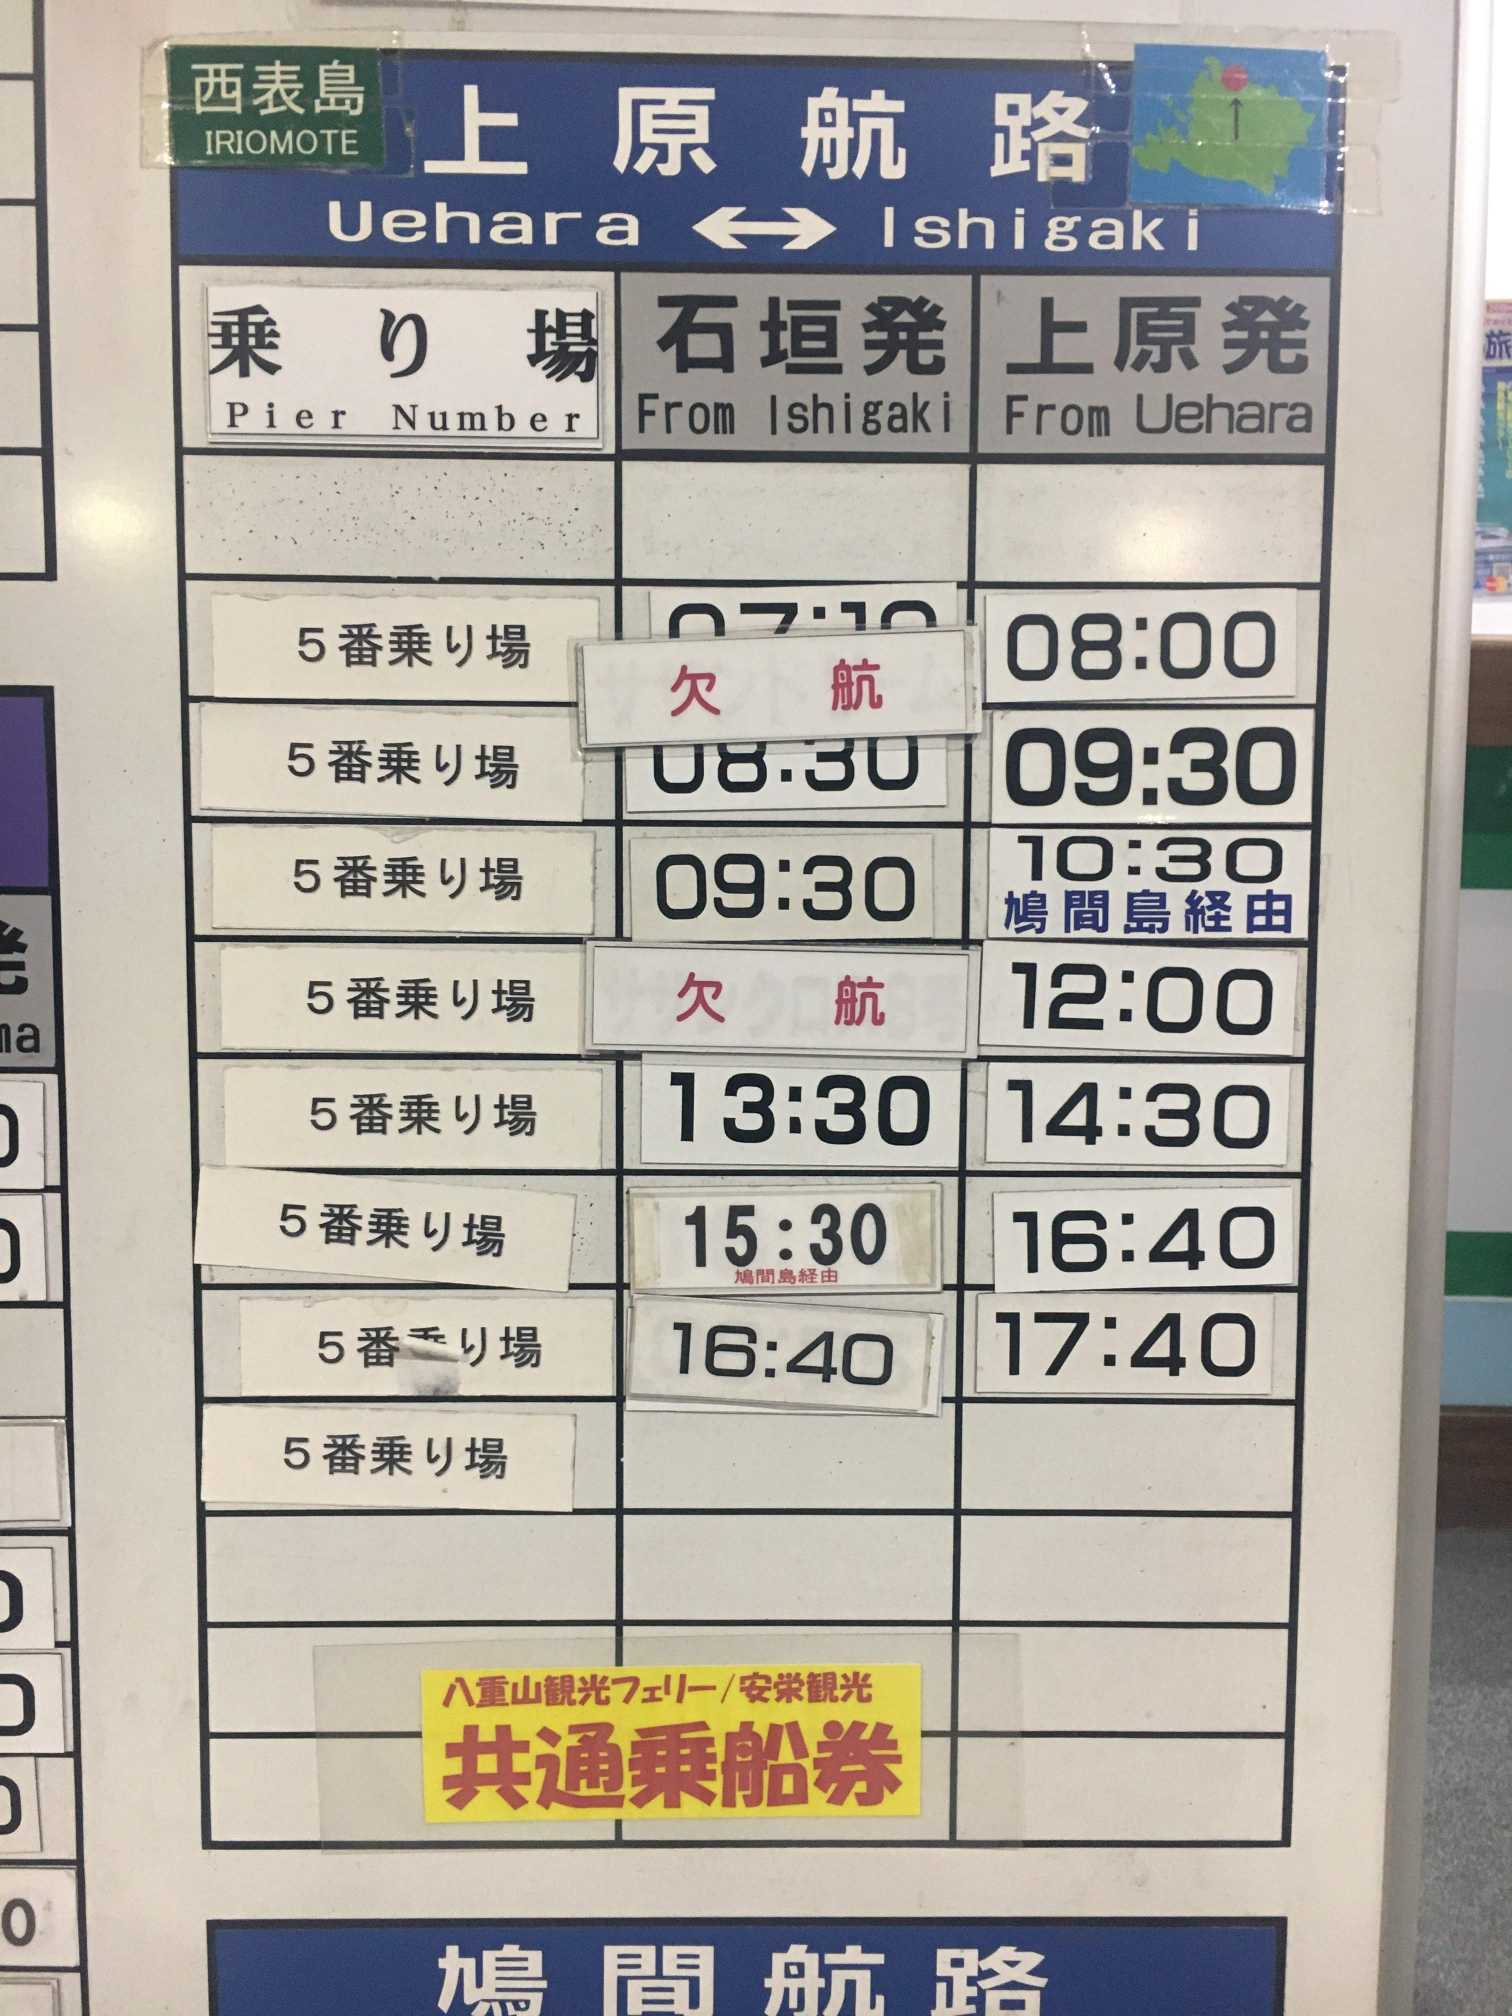 西表島
IRIOMOTE
上原航路
Uehara ↔ Ishigaki
乗り場 石垣発 上原発
Pier Number From Ishigaki From Uehara
5番乗り場 07:10 08:00
欠航
5番乗り場 08:30 09:30
5番乗り場 09:30 10:30
鳩間島経由
5番乗り場 欠航 12:00
5番乗り場 13:30 14:30
5番乗り場 15:30 16:40
鳩間島経由
5番乗り場 16:40 17:40
5番乗り場
八重山観光フェリー/安栄観光
共通乗船券
鳩間航路
発
ma
旅